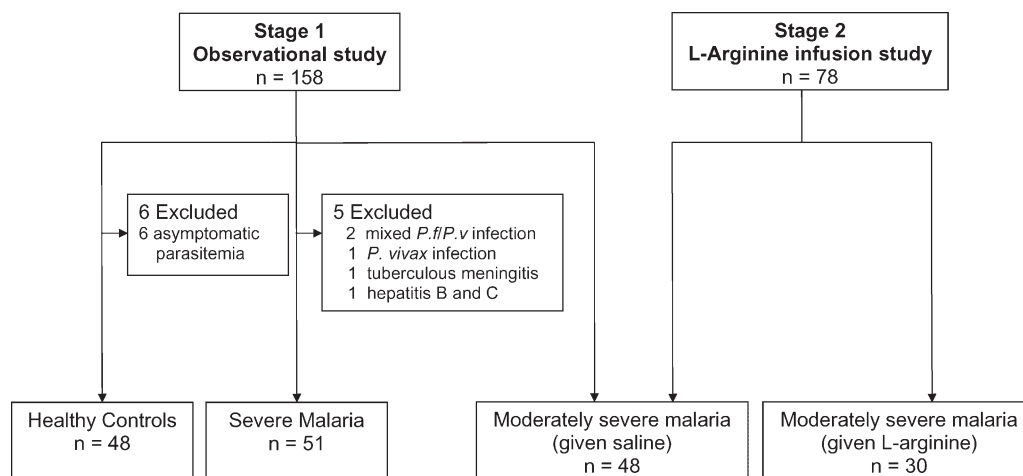 Stage 1
Observational study
n = 158
Stage 2
L-Arginine infusion study
n = 78
6 Excluded
6 asymptomatic
parasitemia
5 Excluded
2 mixed P.f/P.v infection
1 P. vivax infection
1 tuberculous meningitis
1 hepatitis B and C
Healthy Controls
n = 48
Severe Malaria
n = 51
Moderately severe malaria
(given saline)
n = 48
Moderately severe malaria
(given L-arginine)
n = 30